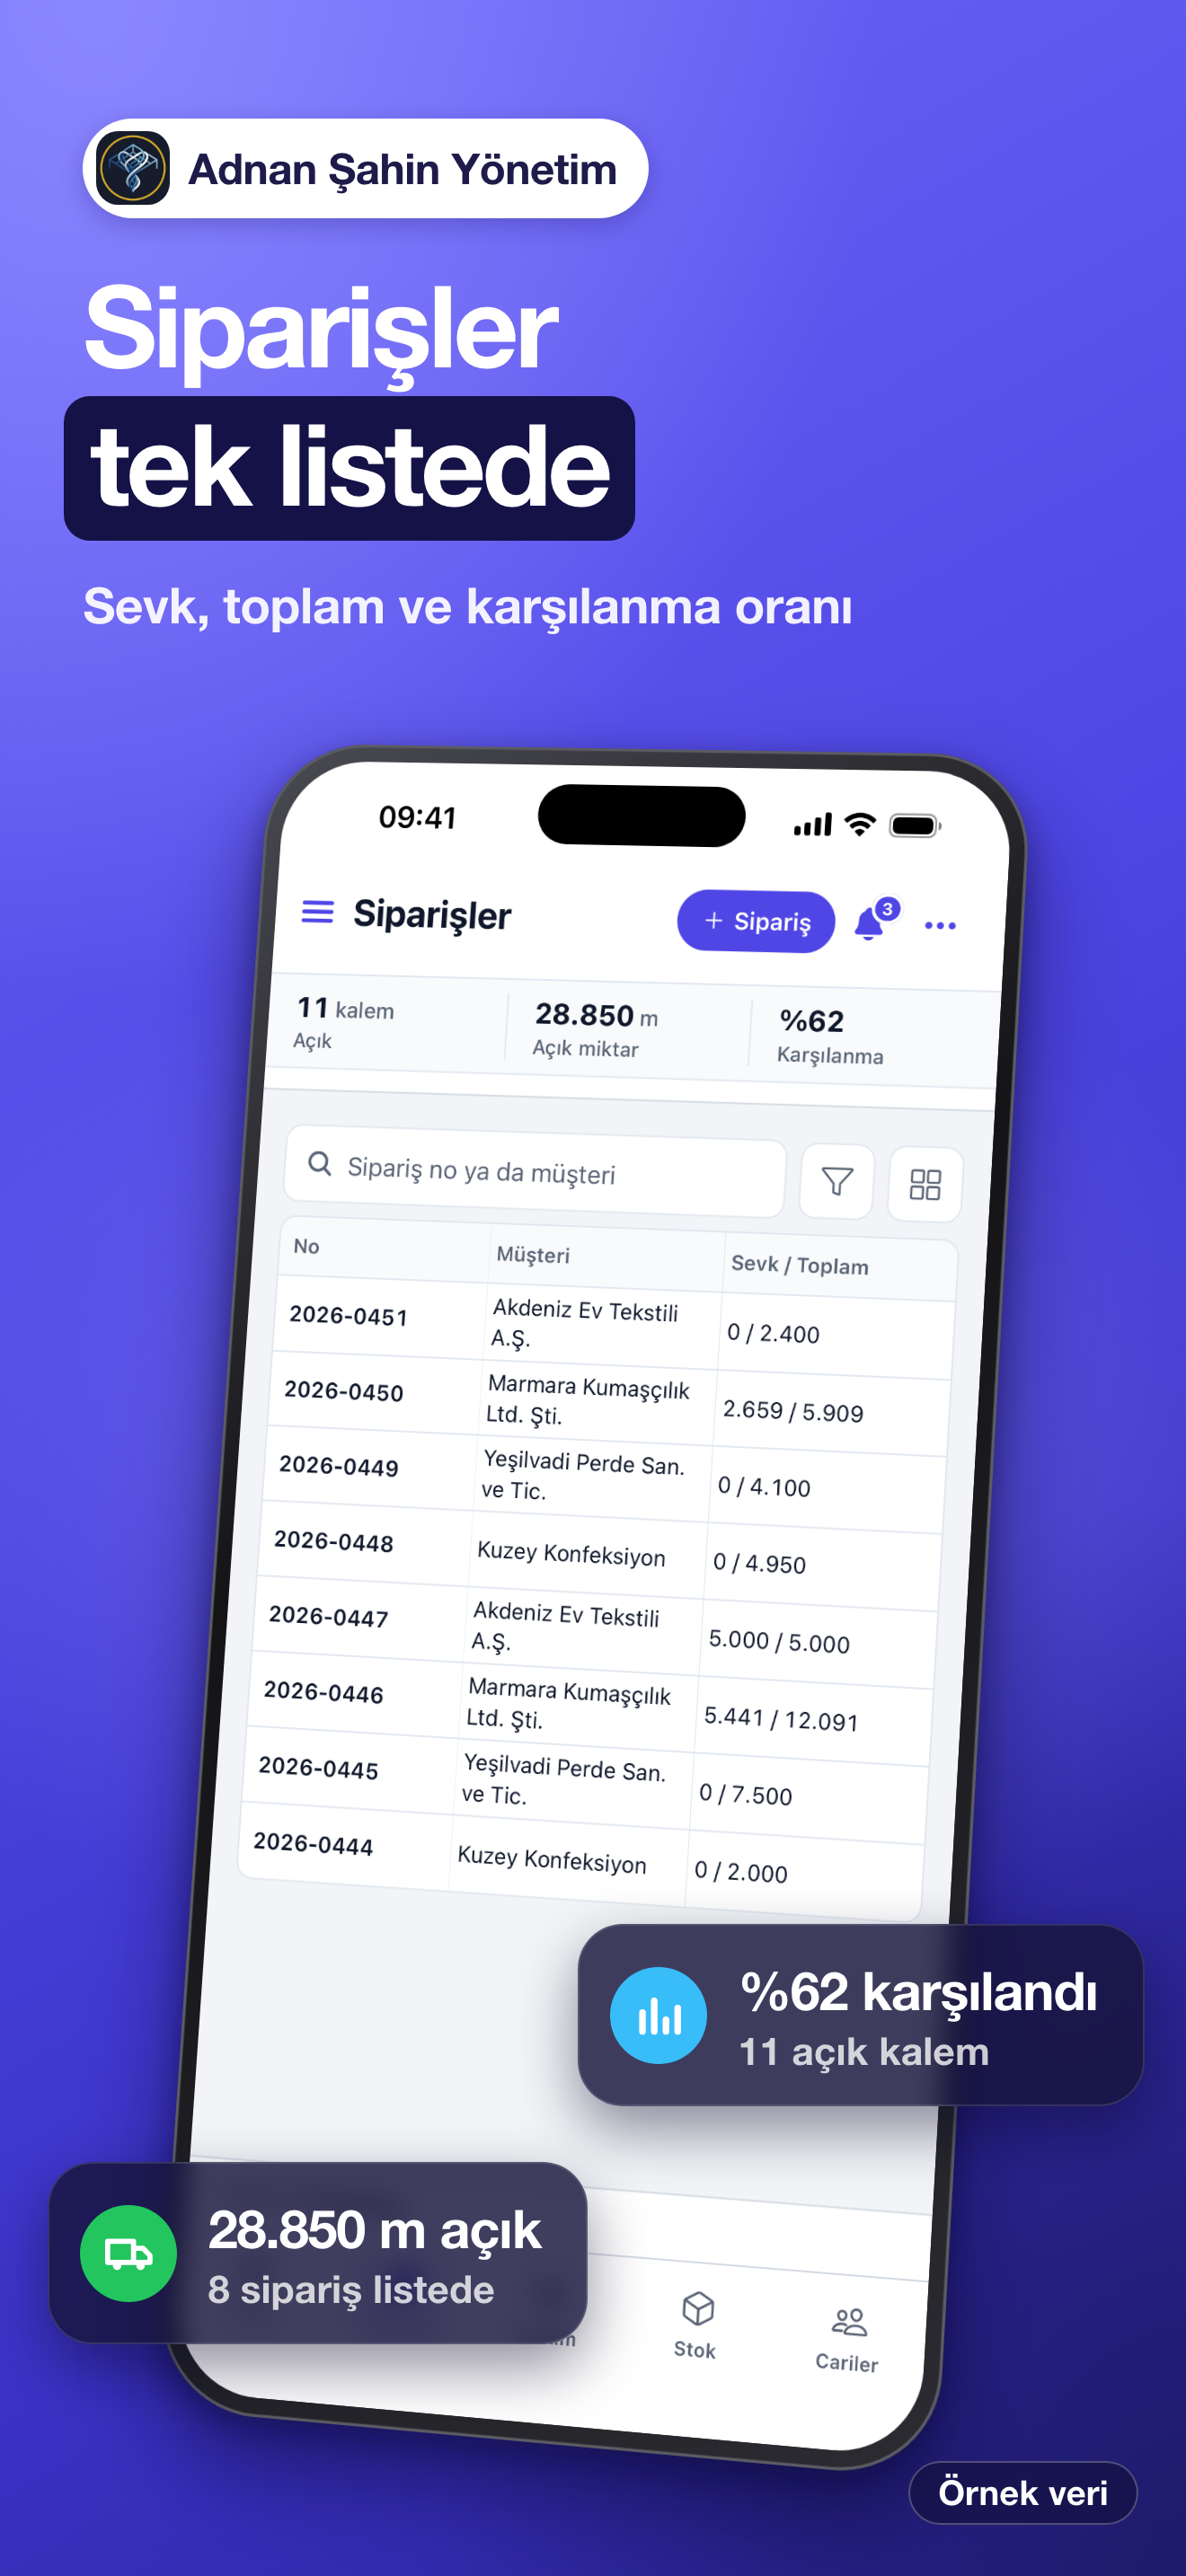 Adnan Şahin Yönetim
Siparişler
tek listede
Sevk, toplam ve karşılanma oranı
09:41
Siparişler
+ Sipariş
3
11 kalem
Açık
28.850 m
Açık miktar
%62
Karşılanma
Sipariş no ya da müşteri
No Müşteri Sevk / Toplam
2026-0451 Akdeniz Ev Tekstili 0 / 2.400
A.Ş.
2026-0450 Marmara Kumaşçılık 2.659 / 5.909
Ltd. Şti.
2026-0449 Yeşilvadi Perde San. 0 / 4.100
ve Tic.
2026-0448 Kuzey Konfeksiyon 0 / 4.950
2026-0447 Akdeniz Ev Tekstili 5.000 / 5.000
A.Ş.
2026-0446 Marmara Kumaşçılık 5.441 / 12.091
Ltd. Şti.
2026-0445 Yeşilvadi Perde San. 0 / 7.500
ve Tic.
2026-0444 Kuzey Konfeksiyon 0 / 2.000
%62 karşılandı
11 açık kalem
28.850 m açık
8 sipariş listede
Stok
Cariler
Örnek veri